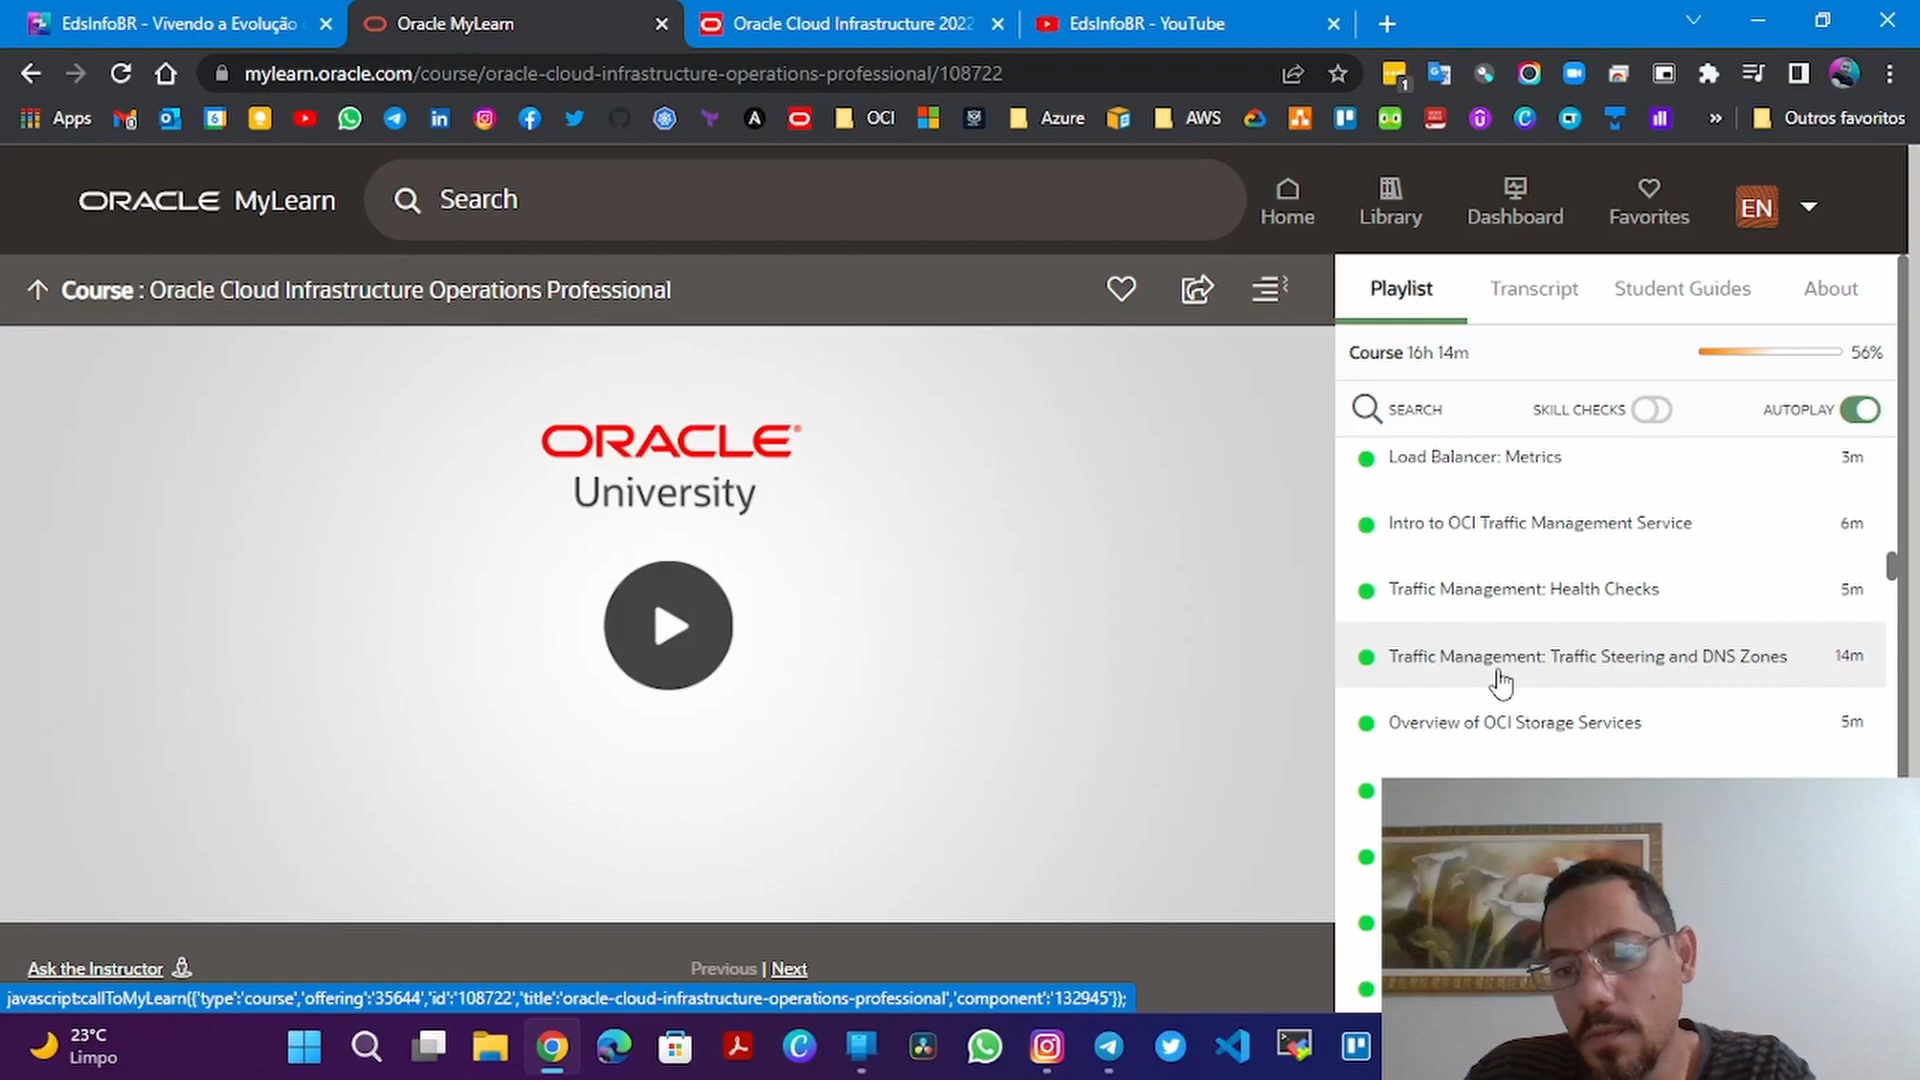 EdsInfoBR - Vivendo a Evolução
Oracle MyLearn
Oracle Cloud Infrastructure 2022
EdsInfoBR - YouTube
mylearn.oracle.com/course/oracle-cloud-infrastructure-operations-professional/108722
1
Apps
6
OCI
Azure
AWS
»
Outros favoritos
ORACLE MyLearn
Search
Home
Library
Dashboard
Favorites
EN
Course : Oracle Cloud Infrastructure Operations Professional
Playlist
Transcript
Student Guides
About
Course 16h 14m
56%
SEARCH
SKILL CHECKS
AUTOPLAY
Load Balancer: Metrics 3m
Intro to OCI Traffic Management Service 6m
Traffic Management: Health Checks 5m
Traffic Management: Traffic Steering and DNS Zones 14m
Overview of OCI Storage Services 5m
ORACLE
University
Ask the Instructor
Previous | Next
javascript:callToMyLearn({'type':'course','offering':'35644','id':'108722','title':'oracle-cloud-infrastructure-operations-professional','component':'132945'});
23°C
Limpo